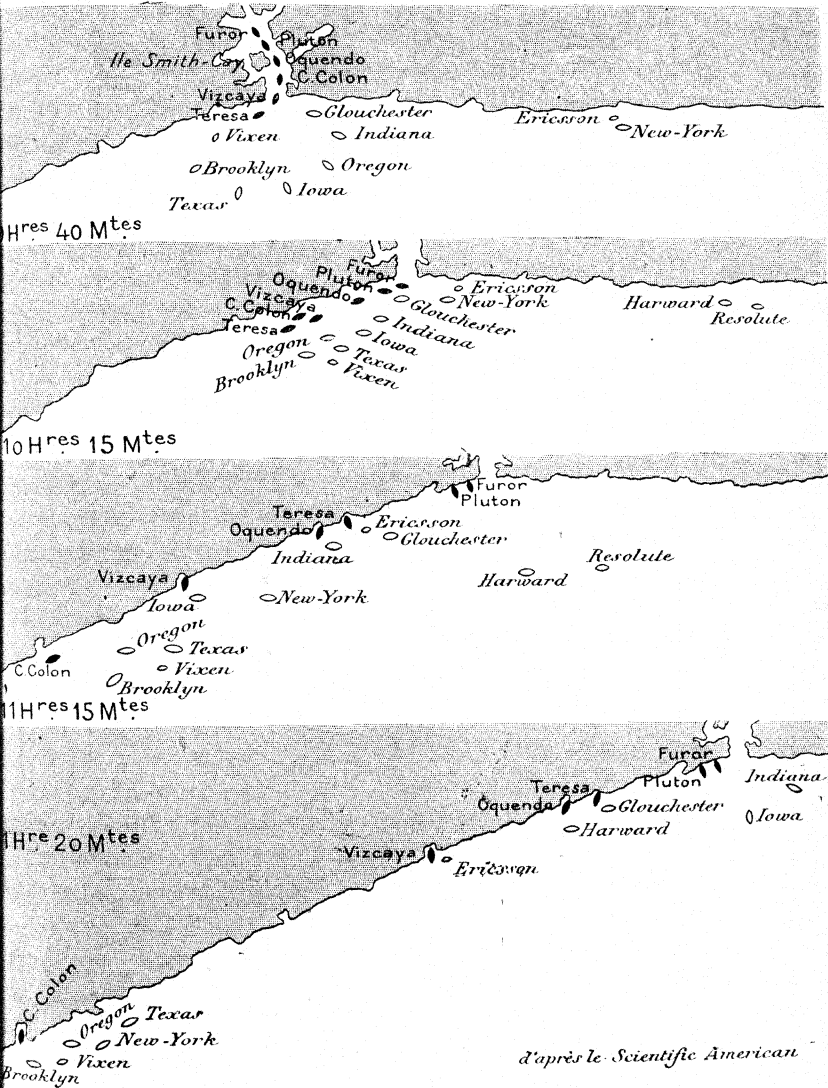 Furor
Pluton
Ile Smith-Cay
Oquendo
C.Colon
Vizcaya
Teresa
Glouchester
Ericsson
New-York
Vixen
Indiana
Brooklyn
Oregon
Texas
Iowa
Hres 40 Mtes
Furor
Pluton
Oquendo
Vizcaya
C.Colon
Teresa
Ericsson
New-York
Harward
Resolute
Glouchester
Indiana
Iowa
Oregon
Texas
Brooklyn
Vixen
10 Hres 15 Mtes
Furor
Pluton
Teresa
Oquendo
Ericsson
Glouchester
Indiana
Resolute
Harward
Vizcaya
Iowa
New-York
Oregon
Texas
C.Colon
Vixen
Brooklyn
11 Hres 15 Mtes
Furor
Pluton
Indiana
Teresa
Oquendo
Glouchester
Iowa
Harward
1 Hre 20 Mtes
Vizcaya
Ericsson
C.Colon
Oregon
Texas
New-York
Vixen
Brooklyn
d'après le Scientific American